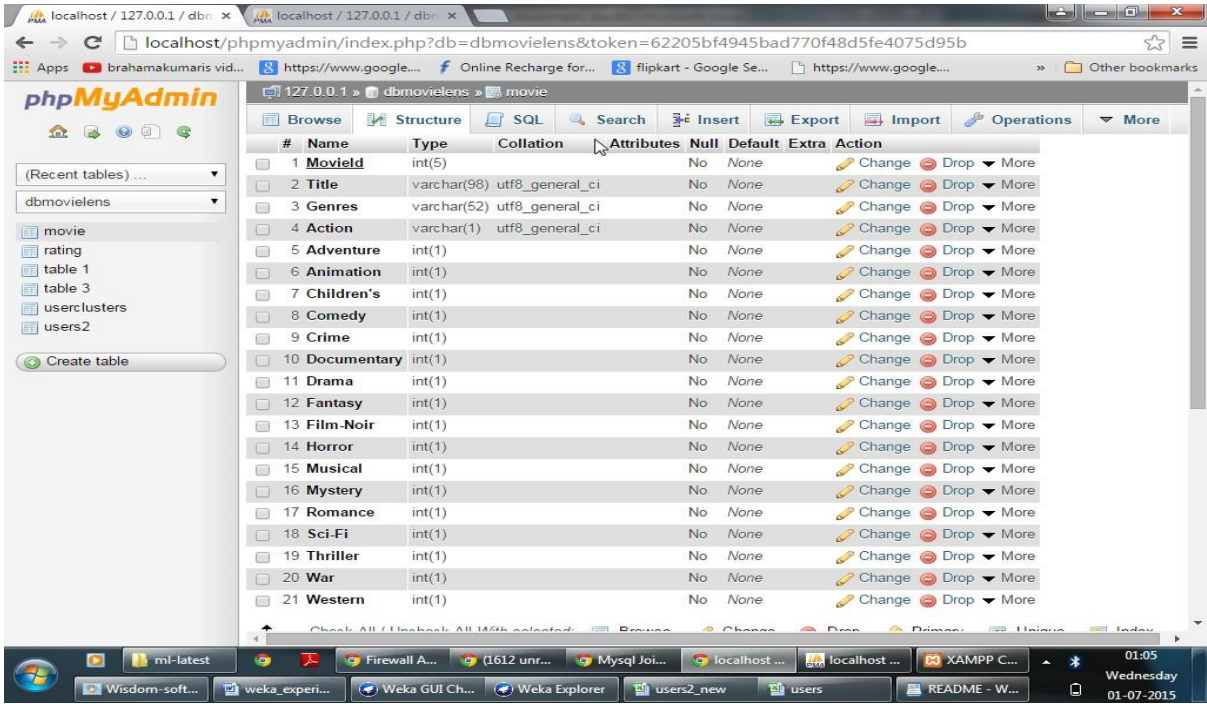 localhost / 127.0.0.1 / dbn ×
localhost / 127.0.0.1 / dbn ×
localhost/phpmyadmin/index.php?db=dbmovielens&token=62205bf4945bad770f48d5fe4075d95b
Apps brahamakumaris vid... https://www.google.... Online Recharge for... flipkart - Google Se... https://www.google.... » Other bookmarks
phpMyAdmin
(Recent tables) ...
dbmovielens
movie
rating
table 1
table 3
userclusters
users2
Create table
127.0.0.1 » dbmovielens » movie
Browse Structure SQL Search Insert Export Import Operations More
# Name Type Collation Attributes Null Default Extra Action
1 MovieId int(5) No None Change Drop More
2 Title varchar(98) utf8_general_ci No None Change Drop More
3 Genres varchar(52) utf8_general_ci No None Change Drop More
4 Action varchar(1) utf8_general_ci No None Change Drop More
5 Adventure int(1) No None Change Drop More
6 Animation int(1) No None Change Drop More
7 Children's int(1) No None Change Drop More
8 Comedy int(1) No None Change Drop More
9 Crime int(1) No None Change Drop More
10 Documentary int(1) No None Change Drop More
11 Drama int(1) No None Change Drop More
12 Fantasy int(1) No None Change Drop More
13 Film-Noir int(1) No None Change Drop More
14 Horror int(1) No None Change Drop More
15 Musical int(1) No None Change Drop More
16 Mystery int(1) No None Change Drop More
17 Romance int(1) No None Change Drop More
18 Sci-Fi int(1) No None Change Drop More
19 Thriller int(1) No None Change Drop More
20 War int(1) No None Change Drop More
21 Western int(1) No None Change Drop More
Check All / Uncheck All With selected: Browse Change Drop Primary Unique Index
ml-latest Firewall A... (1612 unr... Mysql Joi... localhost ... localhost ... XAMPP C... 01:05
Wednesday
Wisdom-soft... weka_experi... Weka GUI Ch... Weka Explorer users2_new users README - W... 01-07-2015